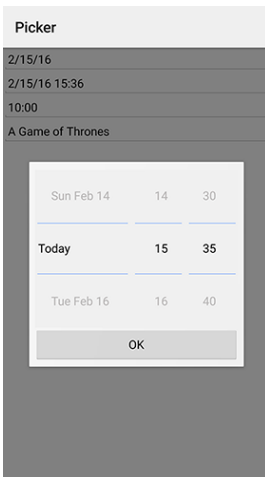 Picker
2/15/16
2/15/16 15:36
10:00
A Game of Thrones
Sun Feb 14 14 30
Today 15 35
Tue Feb 16 16 40
OK